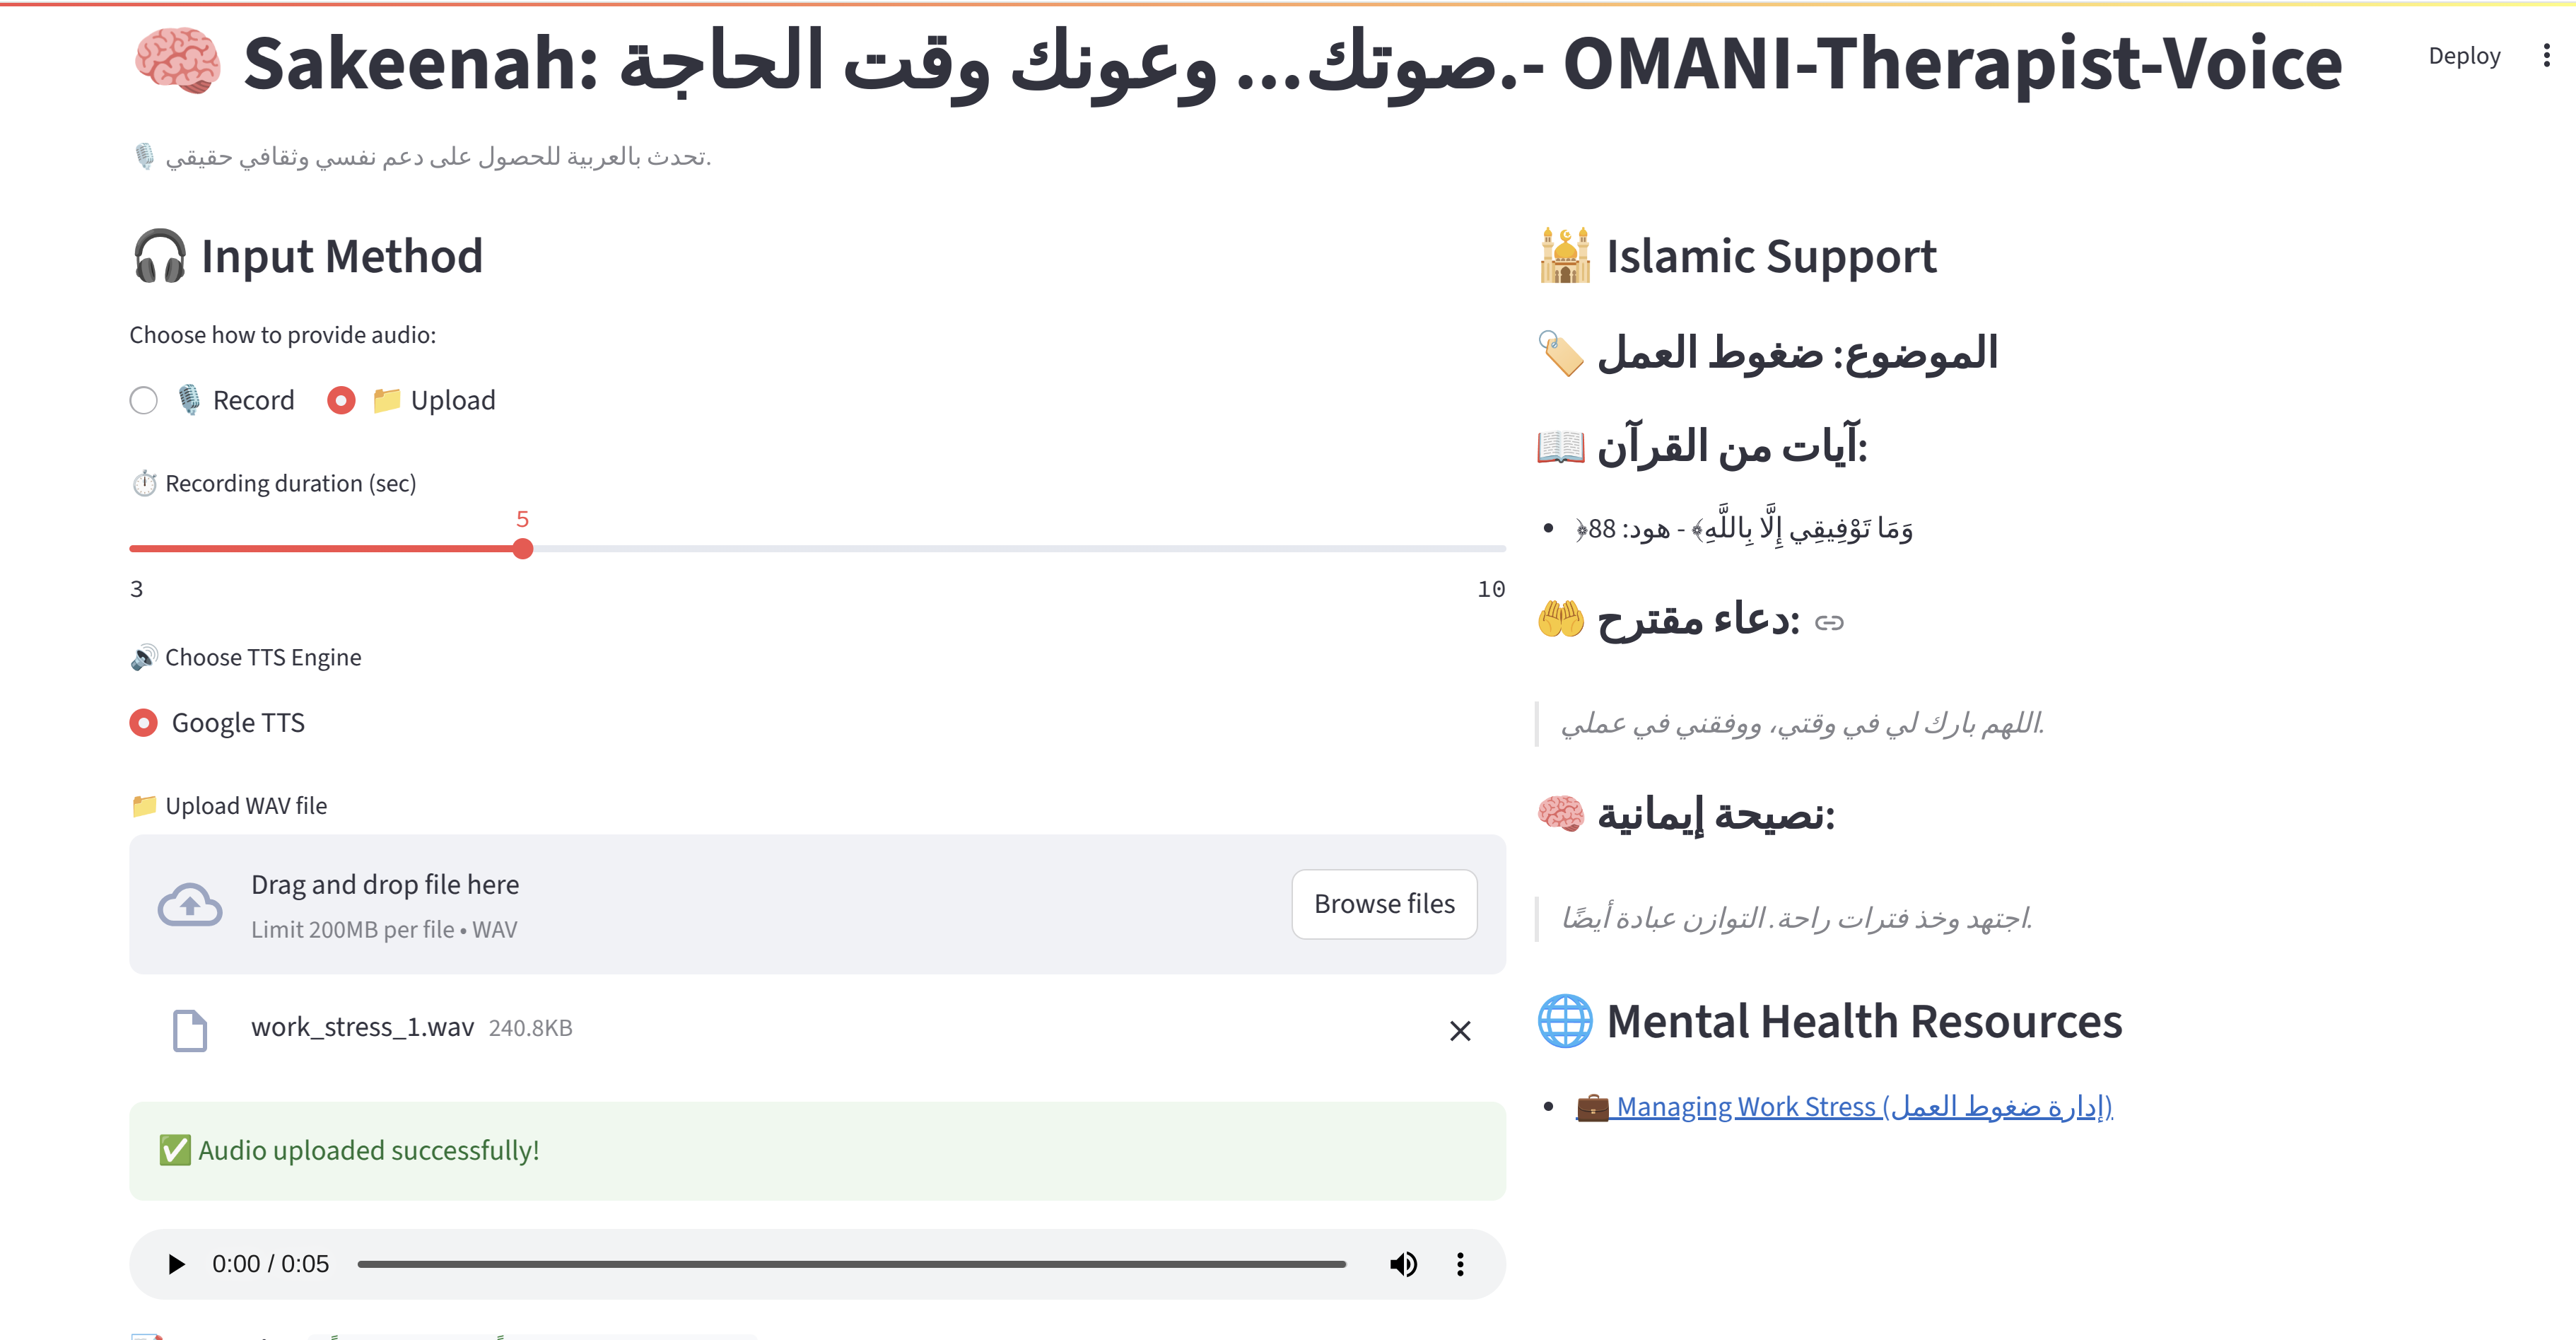 🧠 Sakeenah: صوتك... وعونك وقت الحاجة.- OMANI-Therapist-Voice
Deploy
🎙️ تحدث بالعربية للحصول على دعم نفسي وثقافي حقيقي.
🎧 Input Method
Choose how to provide audio:
🎙️ Record
📁 Upload
⏱️ Recording duration (sec)
5
3
10
🔊 Choose TTS Engine
Google TTS
📁 Upload WAV file
Drag and drop file here
Limit 200MB per file • WAV
Browse files
work_stress_1.wav 240.8KB
✅ Audio uploaded successfully!
0:00 / 0:05
🕌 Islamic Support
🏷️ الموضوع: ضغوط العمل
📖 آيات من القرآن:
• ﴿وَمَا تَوْفِيقِي إِلَّا بِاللَّهِ﴾ - هود: 88
🤲 دعاء مقترح:
اللهم بارك لي في وقتي، ووفقني في عملي.
🧠 نصيحة إيمانية:
اجتهد وخذ فترات راحة. التوازن عبادة أيضًا.
🌐 Mental Health Resources
• 💼 Managing Work Stress (إدارة ضغوط العمل)